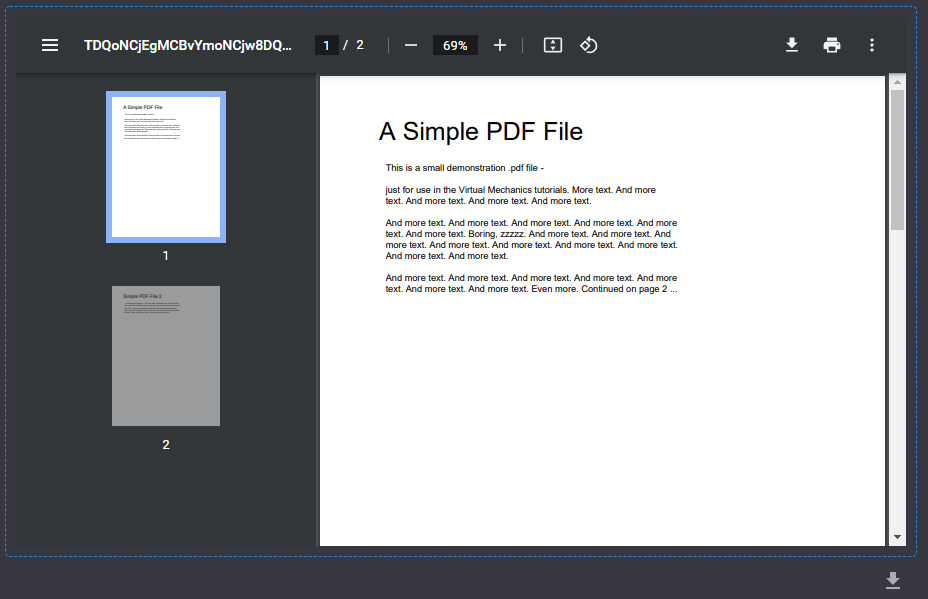 TDQoNCjEgMCBvYmoNCjw8DQ...
1 / 2
69%
A Simple PDF File
1
Simple PDF File 2
2
A Simple PDF File
This is a small demonstration .pdf file -
just for use in the Virtual Mechanics tutorials. More text. And more
text. And more text. And more text. And more text.
And more text. And more text. And more text. And more text. And more
text. And more text. Boring, zzzzz. And more text. And more text. And
more text. And more text. And more text. And more text. And more text.
And more text. And more text.
And more text. And more text. And more text. And more text. And more
text. And more text. And more text. Even more. Continued on page 2 ...